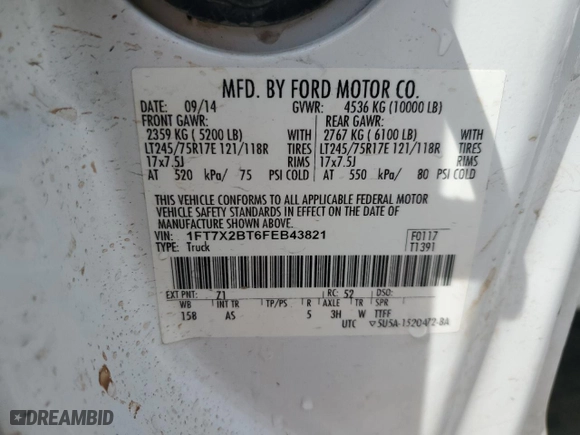 MFD. BY FORD MOTOR CO.
DATE: 09/14 GVWR: 4536 KG (10000 LB)
FRONT GAWR: REAR GAWR:
2359 KG ( 5200 LB) WITH 2767 KG ( 6100 LB) WITH
LT245/75R17E 121/118R TIRES LT245/75R17E 121/118R TIRES
17x7.5J RIMS 17x7.5J RIMS
AT 520 kPa/ 75 PSI COLD AT 550 kPa/ 80 PSI COLD
THIS VEHICLE CONFORMS TO ALL APPLICABLE FEDERAL MOTOR
VEHICLE SAFETY STANDARDS IN EFFECT ON THE DATE OF
MANUFACTURE SHOWN ABOVE.
VIN: 1FT7X2BT6FEB43821 F0117
TYPE: Truck T1391
EXT PNT: Z1 RC: 52 DSO:
WB INT TR TP/PS R AXLE TR SPR
158 AS 5 3H W TTFF
UTC
DREAMBID